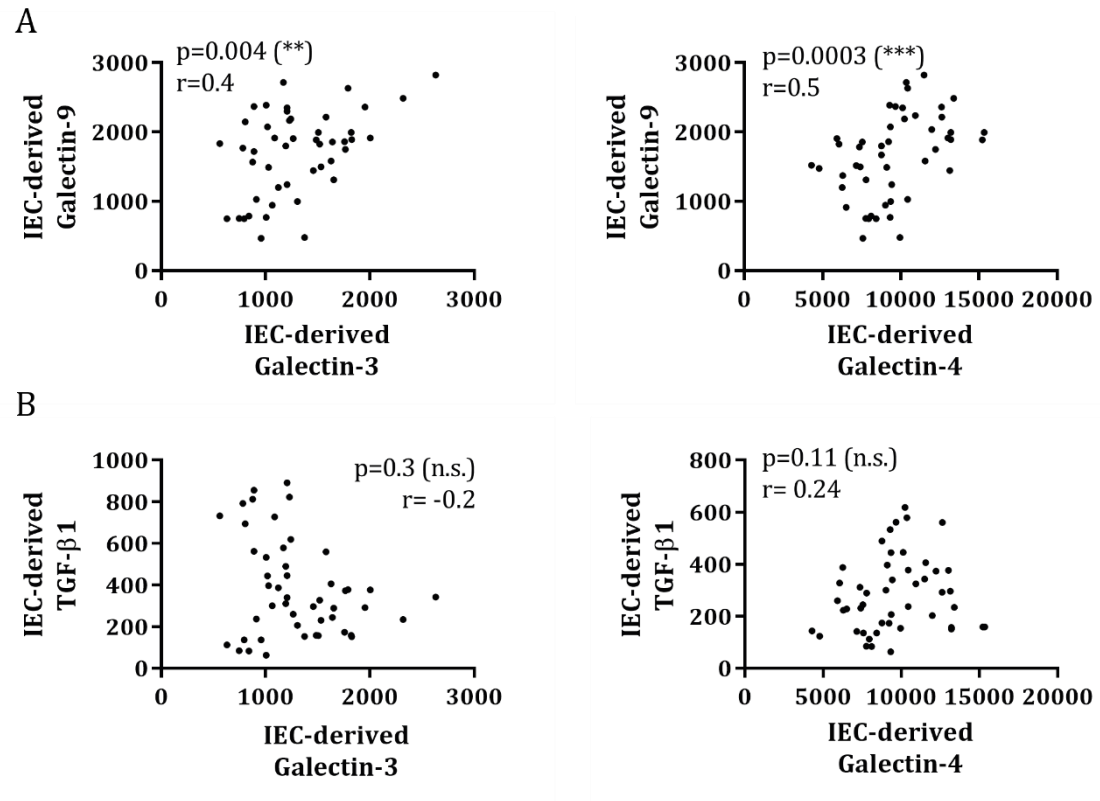 A
p=0.004 (**)
r=0.4
3000
2000
1000
0
IEC-derived
Galectin-9
0 1000 2000 3000
IEC-derived
Galectin-3
p=0.0003 (***)
r=0.5
3000
2000
1000
0
IEC-derived
Galectin-9
0 5000 10000 15000 20000
IEC-derived
Galectin-4
B
p=0.3 (n.s.)
r= -0.2
1000
800
600
400
200
0
IEC-derived
TGF-β1
0 1000 2000 3000
IEC-derived
Galectin-3
p=0.11 (n.s.)
r= 0.24
800
600
400
200
0
IEC-derived
TGF-β1
0 5000 10000 15000 20000
IEC-derived
Galectin-4